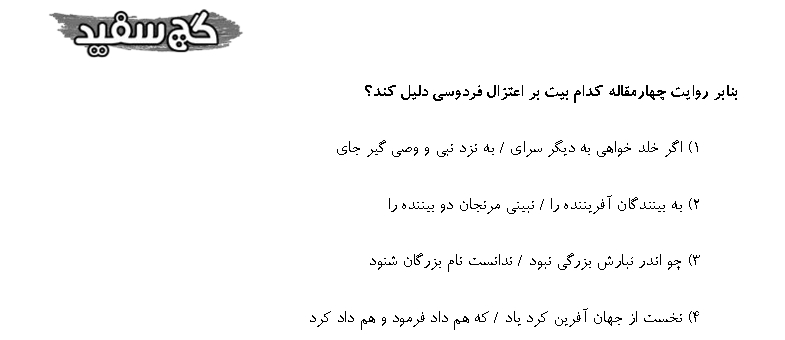 گچ سفید
بنابر روایت چهارمقاله کدام بیت بر اعتزال فردوسی دلیل کند؟
۱) اگر خلد خواهی به دیگر سرای / به نزد نبی و وصی گیر جای
۲) به بینندگان آفریننده را / نبینی مرنجان دو بیننده را
۳) چو اندر تبارش بزرگی نبود / ندانست نام بزرگان شنود
۴) نخست از جهان آفرین کرد یاد / که هم داد فرمود و هم داد کرد